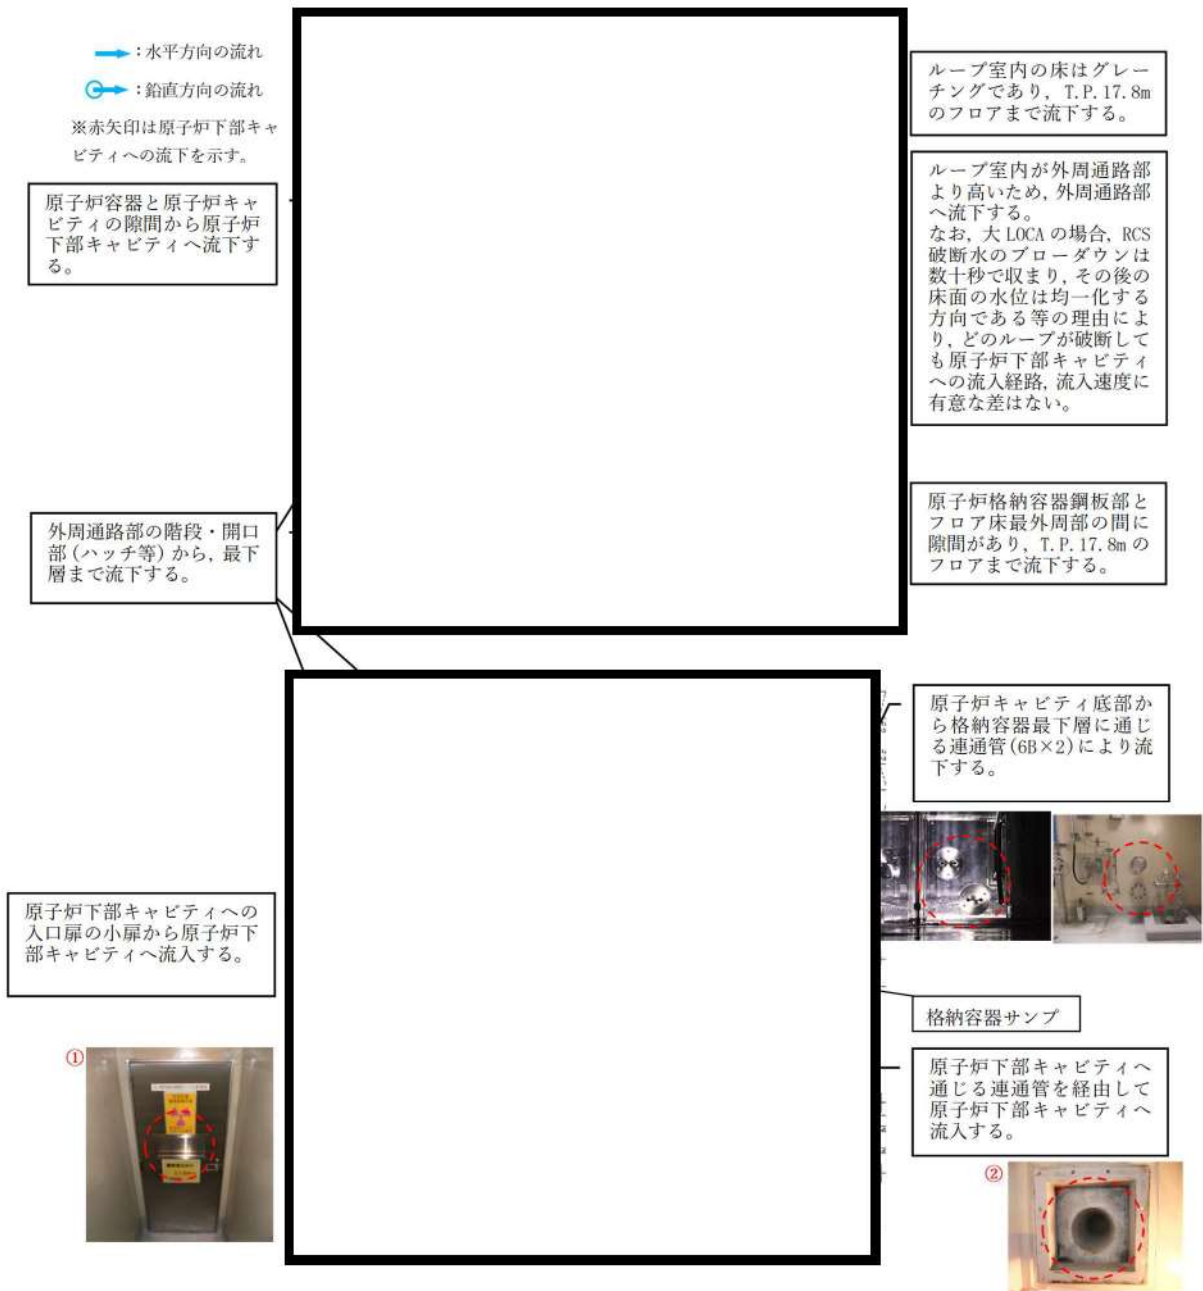 ：水平方向の流れ
：鉛直方向の流れ
※赤矢印は原子炉下部キャ
ビティへの流下を示す。
原子炉容器と原子炉キャ
ビティの隙間から原子炉
下部キャビティへ流下す
る。
外周通路部の階段・開口
部(ハッチ等)から, 最下
層まで流下する。
原子炉下部キャビティへの
入口扉の小扉から原子炉下
部キャビティへ流入する。
①
ループ室内の床はグレー
チングであり, T.P.17.8m
のフロアまで流下する。
ループ室内が外周通路部
より高いため, 外周通路部
へ流下する。
なお, 大 LOCA の場合, RCS
破断水のブローダウンは
数十秒で収まり, その後の
床面の水位は均一化する
方向である等の理由によ
り, どのループが破断して
も原子炉下部キャビティ
への流入経路, 流入速度に
有意な差はない。
原子炉格納容器鋼板部と
フロア床最外周部の間に
隙間があり, T.P.17.8m の
フロアまで流下する。
原子炉キャビティ底部か
ら格納容器最下層に通じ
る連通管(6B×2)により流
下する。
格納容器サンプ
原子炉下部キャビティへ
通じる連通管を経由して
原子炉下部キャビティへ
流入する。
②